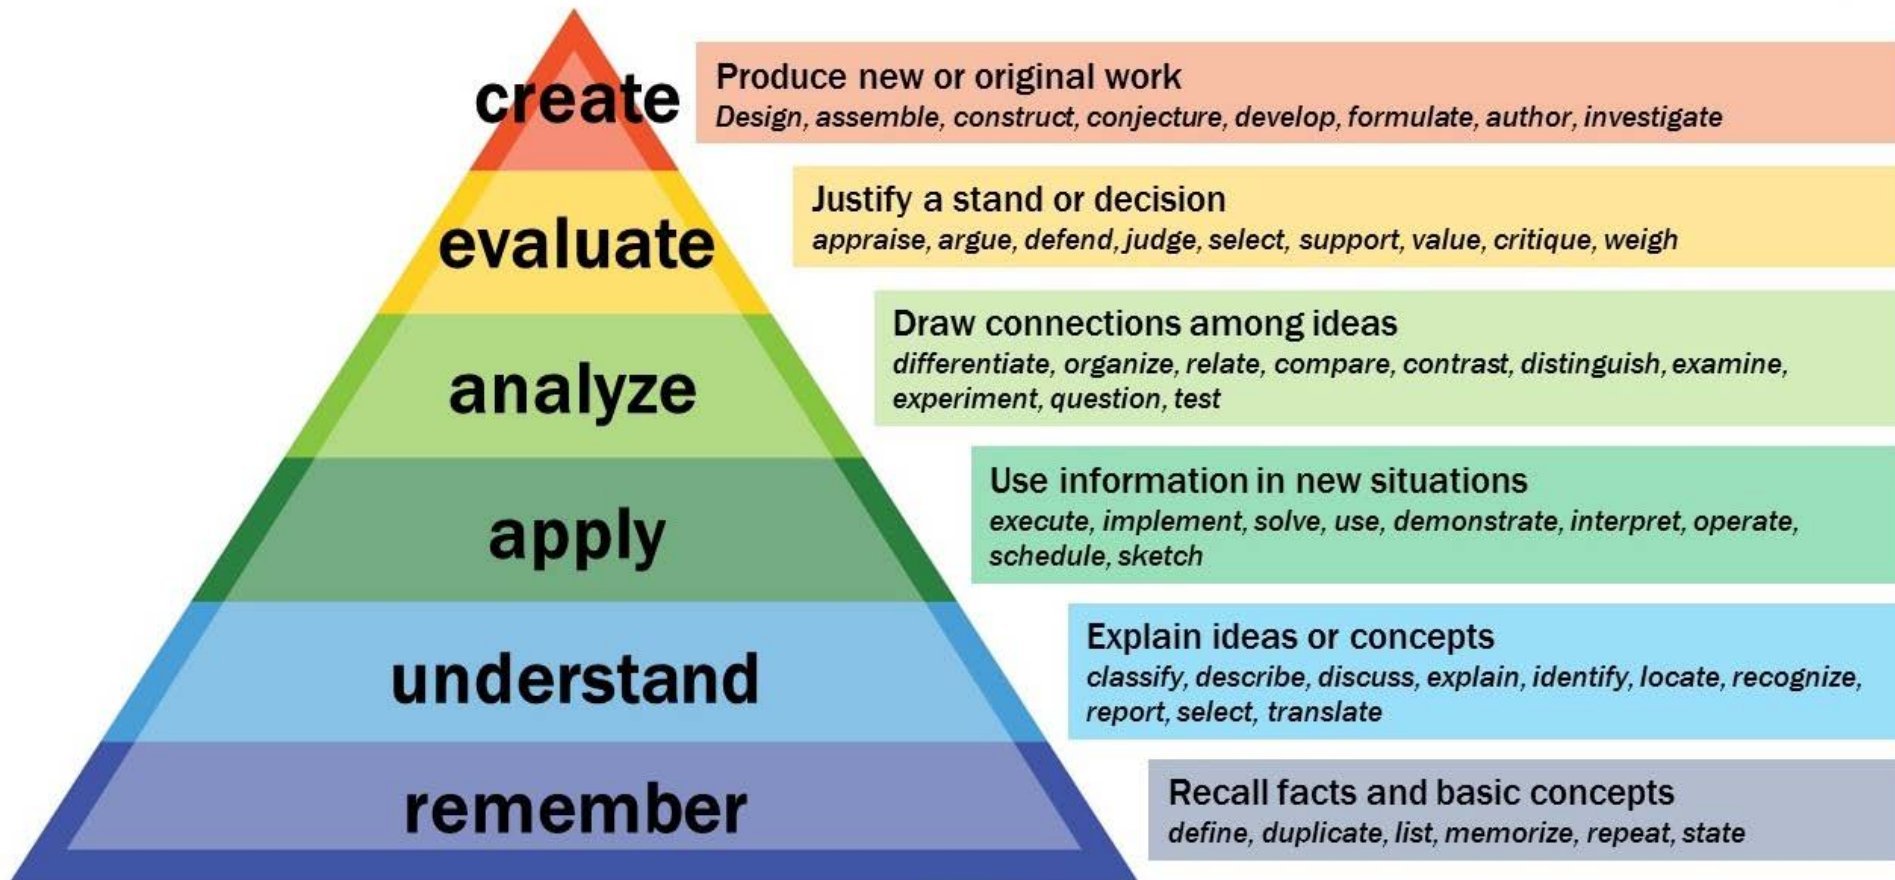 create
Produce new or original work
Design, assemble, construct, conjecture, develop, formulate, author, investigate
evaluate
Justify a stand or decision
appraise, argue, defend, judge, select, support, value, critique, weigh
analyze
Draw connections among ideas
differentiate, organize, relate, compare, contrast, distinguish, examine,
experiment, question, test
apply
Use information in new situations
execute, implement, solve, use, demonstrate, interpret, operate,
schedule, sketch
understand
Explain ideas or concepts
classify, describe, discuss, explain, identify, locate, recognize,
report, select, translate
remember
Recall facts and basic concepts
define, duplicate, list, memorize, repeat, state